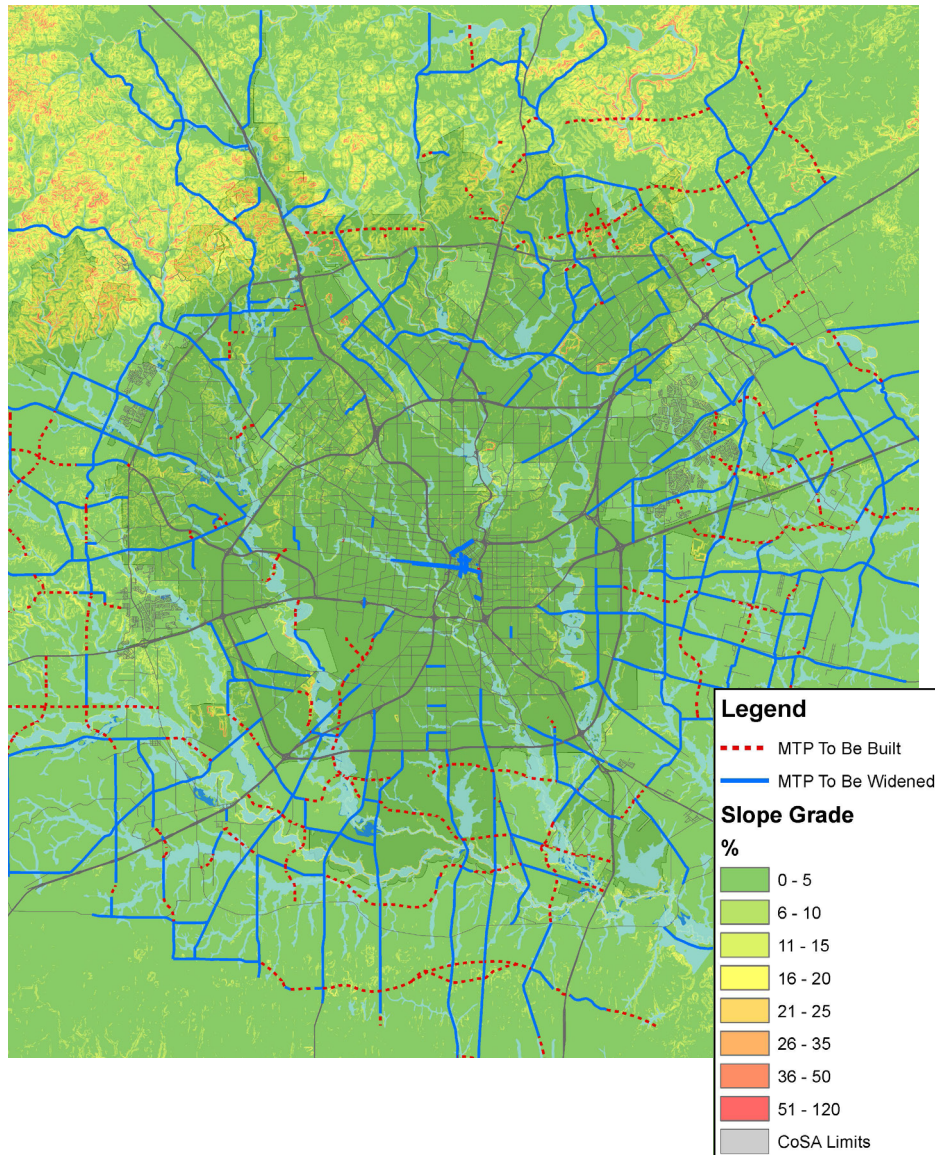 Legend
MTP To Be Built
MTP To Be Widened
Slope Grade
%
0 - 5
6 - 10
11 - 15
16 - 20
21 - 25
26 - 35
36 - 50
51 - 120
CoSA Limits